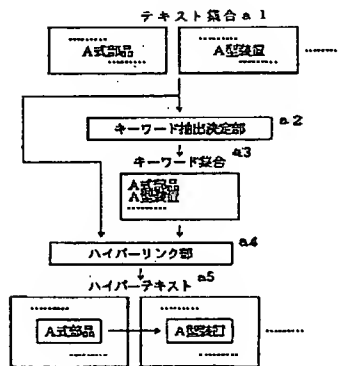 テキスト集合 a1
A式部品
A型装置
キーワード抽出決定部 a2
キーワード集合 a3
A式部品
A型装置
ハイパーリンク部 a4
ハイパーテキスト a5
A式部品
A型装置